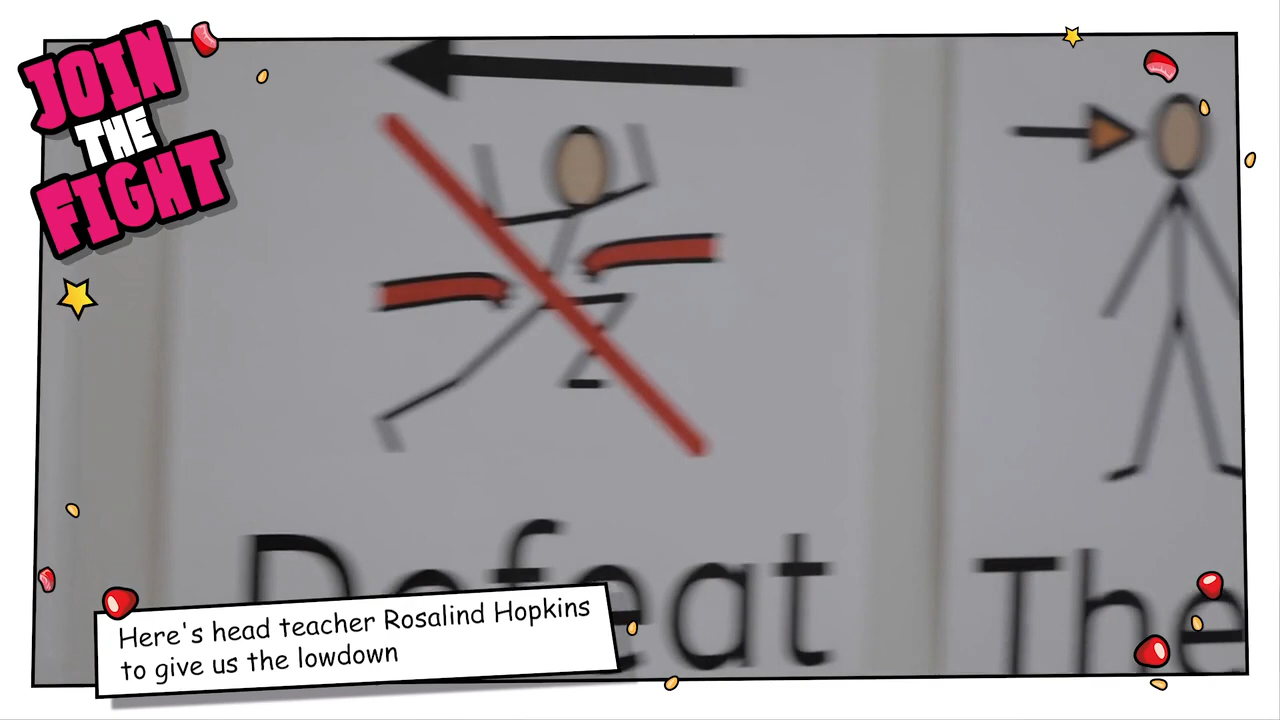 JOIN
THE
FIGHT
Defeat
The
Here's head teacher Rosalind Hopkins
to give us the lowdown